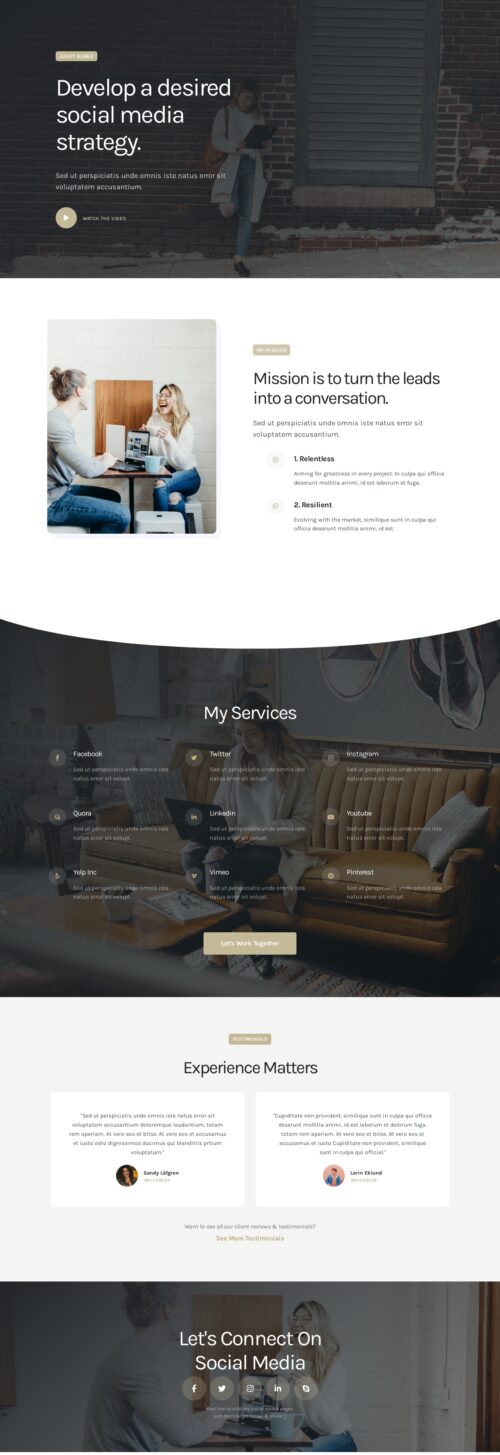 Develop a desired
social media
strategy.
Sed ut perspiciatis unde omnis iste natus error sit
voluptatem accusantium.
WATCH THE VIDEO
MY MISSION
Mission is to turn the leads
into a conversation.
Sed ut perspiciatis unde omnis iste natus error sit
voluptatem accusantium.
1. Relentless
Aiming for greatness in every project. In culpa qui officia
deserunt mollitia animi, id est laborum et fuga.
2. Resilient
Evolving with the market, similique sunt in culpa qui
officia deserunt mollitia animi, id est
My Services
Facebook
Sed ut perspiciatis unde omnis iste
natus error sit volupt.
Twitter
Sed ut perspiciatis unde omnis iste
natus error sit volupt.
Instagram
Sed ut perspiciatis unde omnis iste
natus error sit volupt.
Quora
Sed ut perspiciatis unde omnis iste
natus error sit volupt.
Linkedin
Sed ut perspiciatis unde omnis iste
natus error sit volupt.
Youtube
Sed ut perspiciatis unde omnis iste
natus error sit volupt.
Yelp Inc
Sed ut perspiciatis unde omnis iste
natus error sit volupt.
Vimeo
Sed ut perspiciatis unde omnis iste
natus error sit volupt.
Pinterest
Sed ut perspiciatis unde omnis iste
natus error sit volupt.
Let's Work Together
TESTIMONIALS
Experience Matters
"Sed ut perspiciatis unde omnis iste natus error sit
voluptatem accusantium doloremque laudantium, totam
rem aperiam. At vero eos et bitse. At vero eos et accusamus
et iusto odio dignissimos ducimus qui blanditiis prtium
voluptatum."
Sandy Löfgren
INFLUENCER
"Cupiditate non provident, similique sunt in culpa qui officia
deserunt mollitia animi, id est laborum et dolorum fuga.
totam rem aperiam. At vero eos et bitse. At vero eos et
accusamus et iusto Cupiditate non provident, similique
sunt in culpa qui officiei."
Lorin Eklund
INFLUENCER
Want to see all our client reviews & testimonials?
See More Testimonials
Let's Connect On
Social Media
Feel free to visit my social media pages
and don't forget to like & share